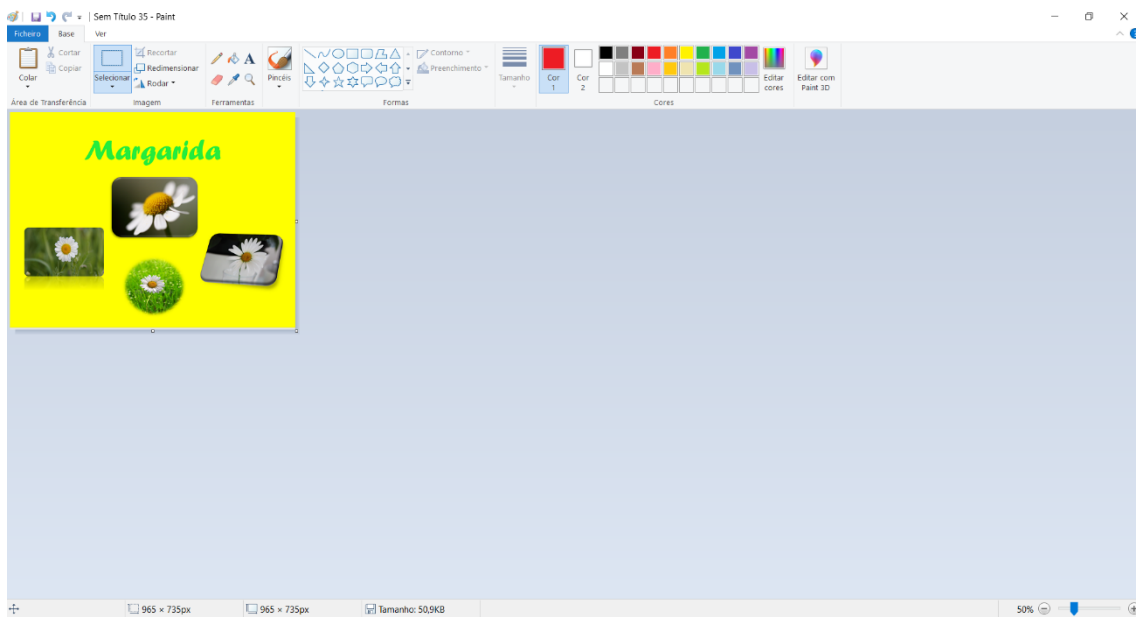 Sem Título 35 - Paint
Ficheiro Base Ver
Colar
Cortar
Copiar
Área de Transferência
Selecionar
Recortar
Redimensionar
Rodar
Imagem
A
Ferramentas
Pincéis
Contorno
Preenchimento
Formas
Tamanho
Cor 1
Cor 2
Editar cores
Cores
Editar com Paint 3D
Margarida
965 × 735px 965 × 735px Tamanho: 50,9KB 50%